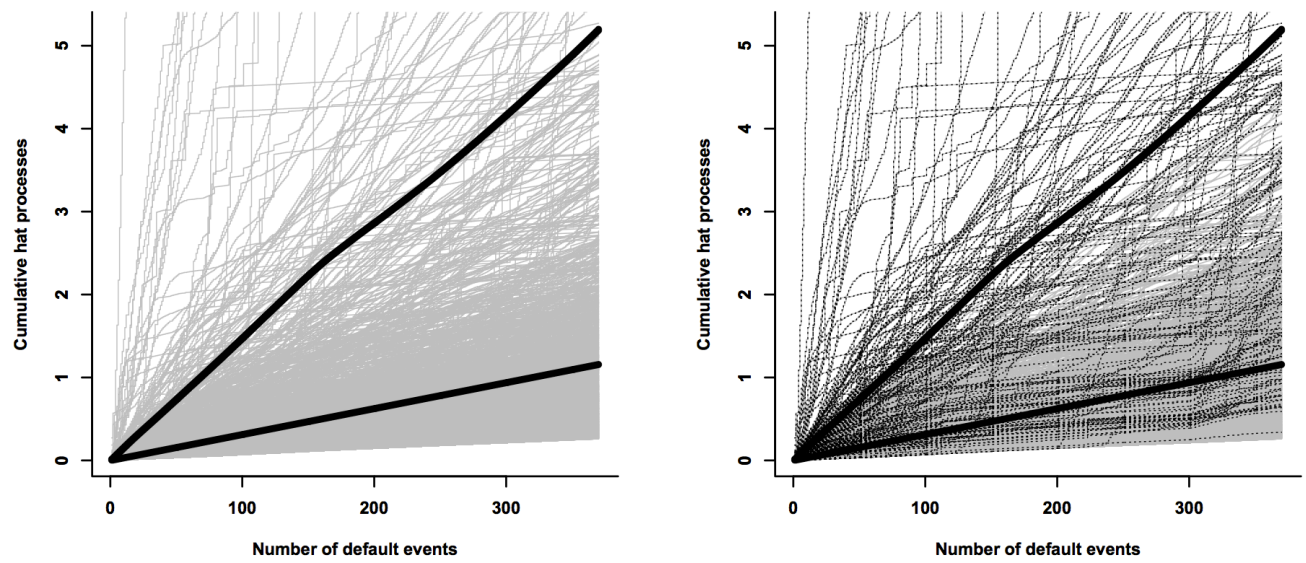 Cumulative hat processes
5
4
3
2
1
0
0 100 200 300
Number of default events
Cumulative hat processes
5
4
3
2
1
0
0 100 200 300
Number of default events